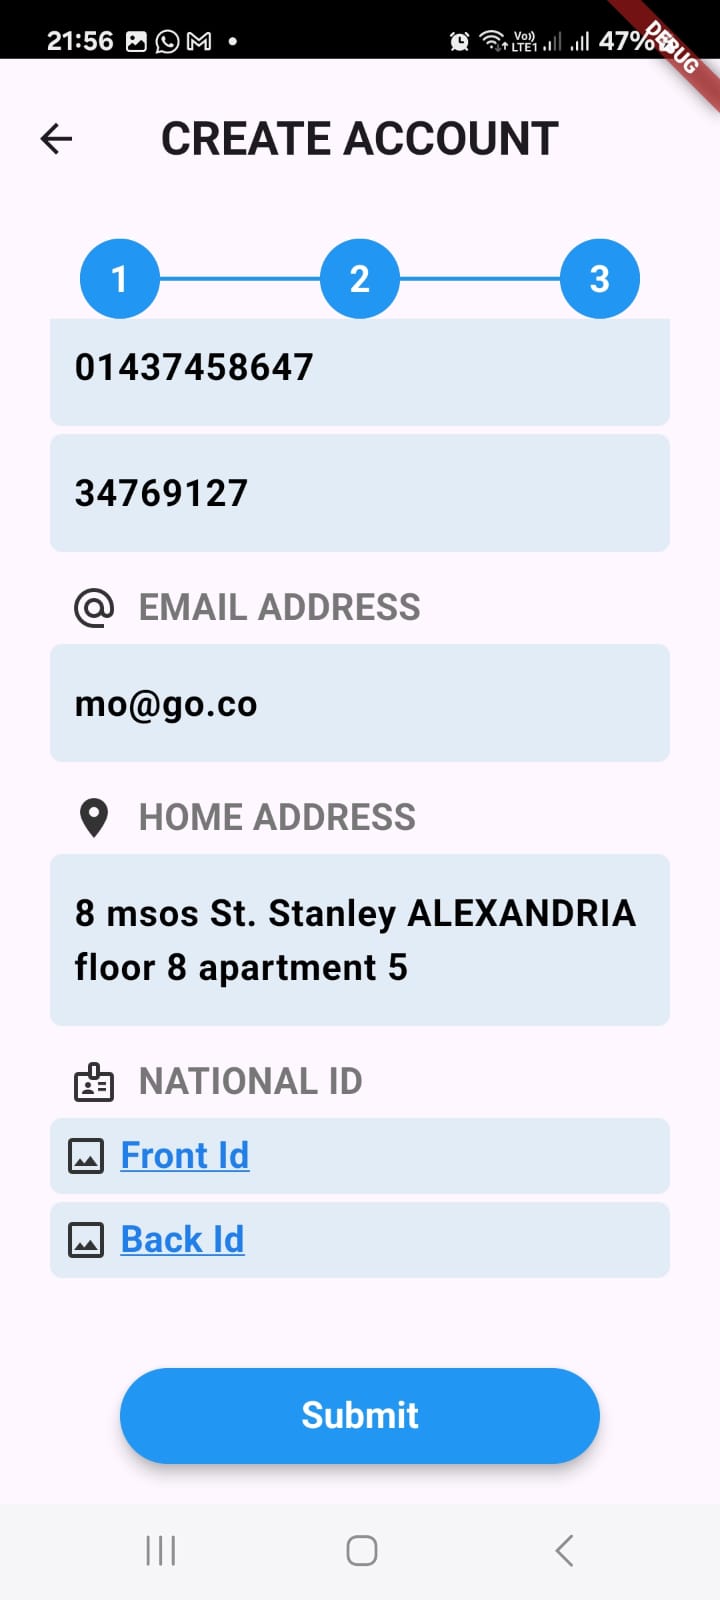 21:56
Vo)) LTE1 47%
DEBUG
CREATE ACCOUNT
1 2 3
01437458647
34769127
EMAIL ADDRESS
mo@go.co
HOME ADDRESS
8 msos St. Stanley ALEXANDRIA
floor 8 apartment 5
NATIONAL ID
Front Id
Back Id
Submit